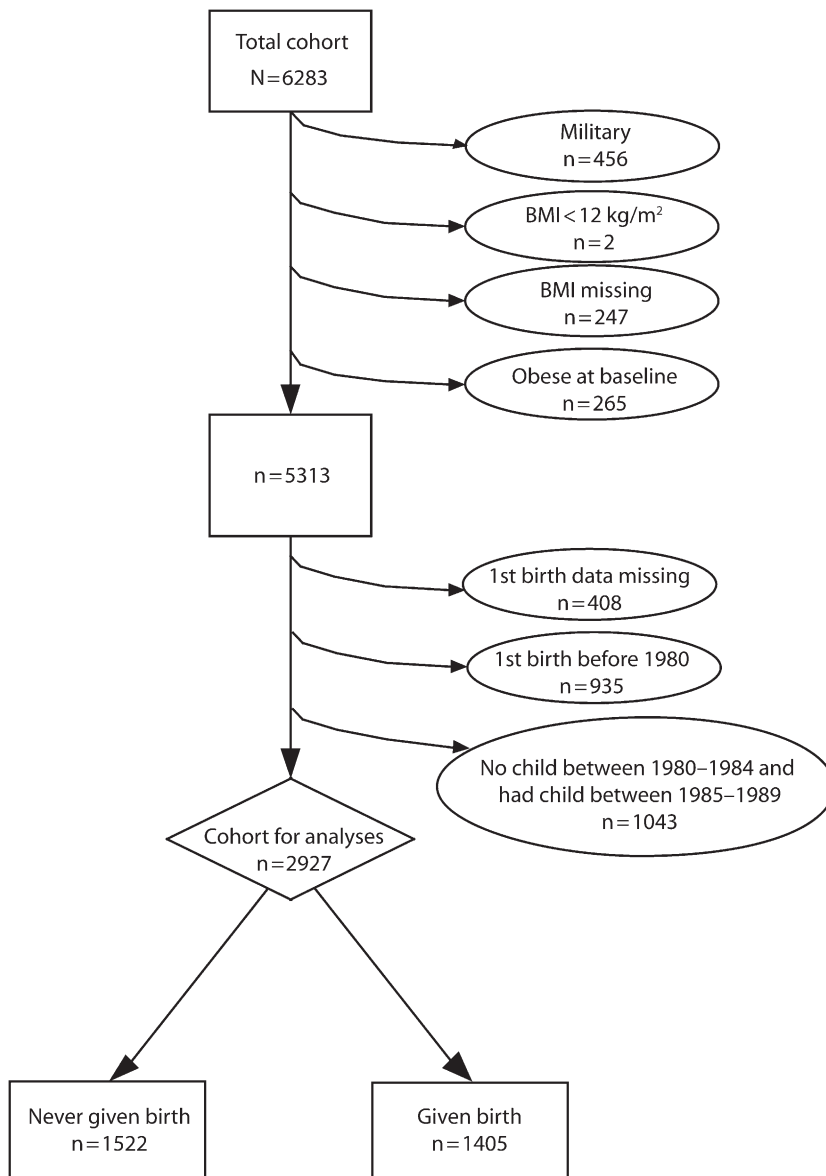 Total cohort
N=6283
Military
n=456
BMI<12 kg/m²
n=2
BMI missing
n=247
Obese at baseline
n=265
n=5313
1st birth data missing
n=408
1st birth before 1980
n=935
No child between 1980–1984 and
had child between 1985–1989
n=1043
Cohort for analyses
n=2927
Never given birth
n=1522
Given birth
n=1405